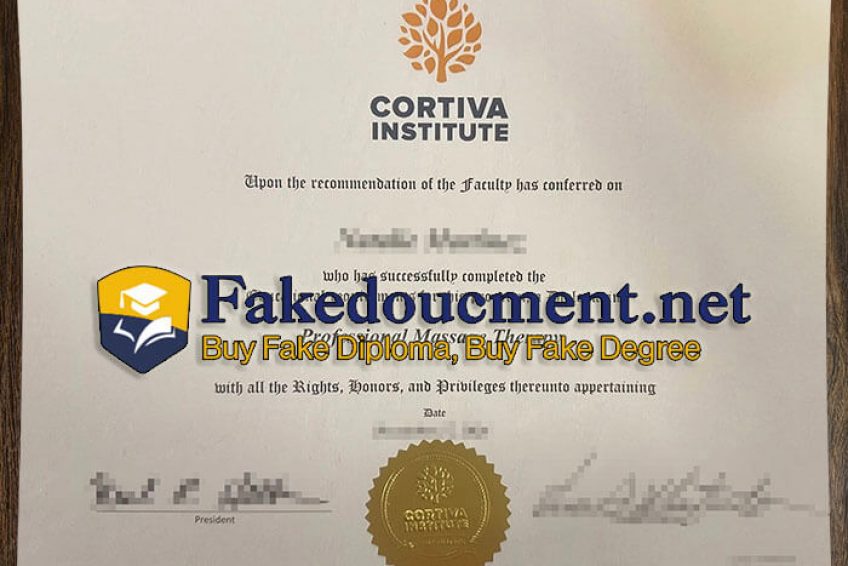 CORTIVA
INSTITUTE
Upon the recommendation of the Faculty has conferred on
who has successfully completed the
Fakedoucment.net
Professional Massage Therapy
Buy Fake Diploma, Buy Fake Degree
with all the Rights, Honors, and Privileges thereunto appertaining
Date
CORTIVA
INSTITUTE
President